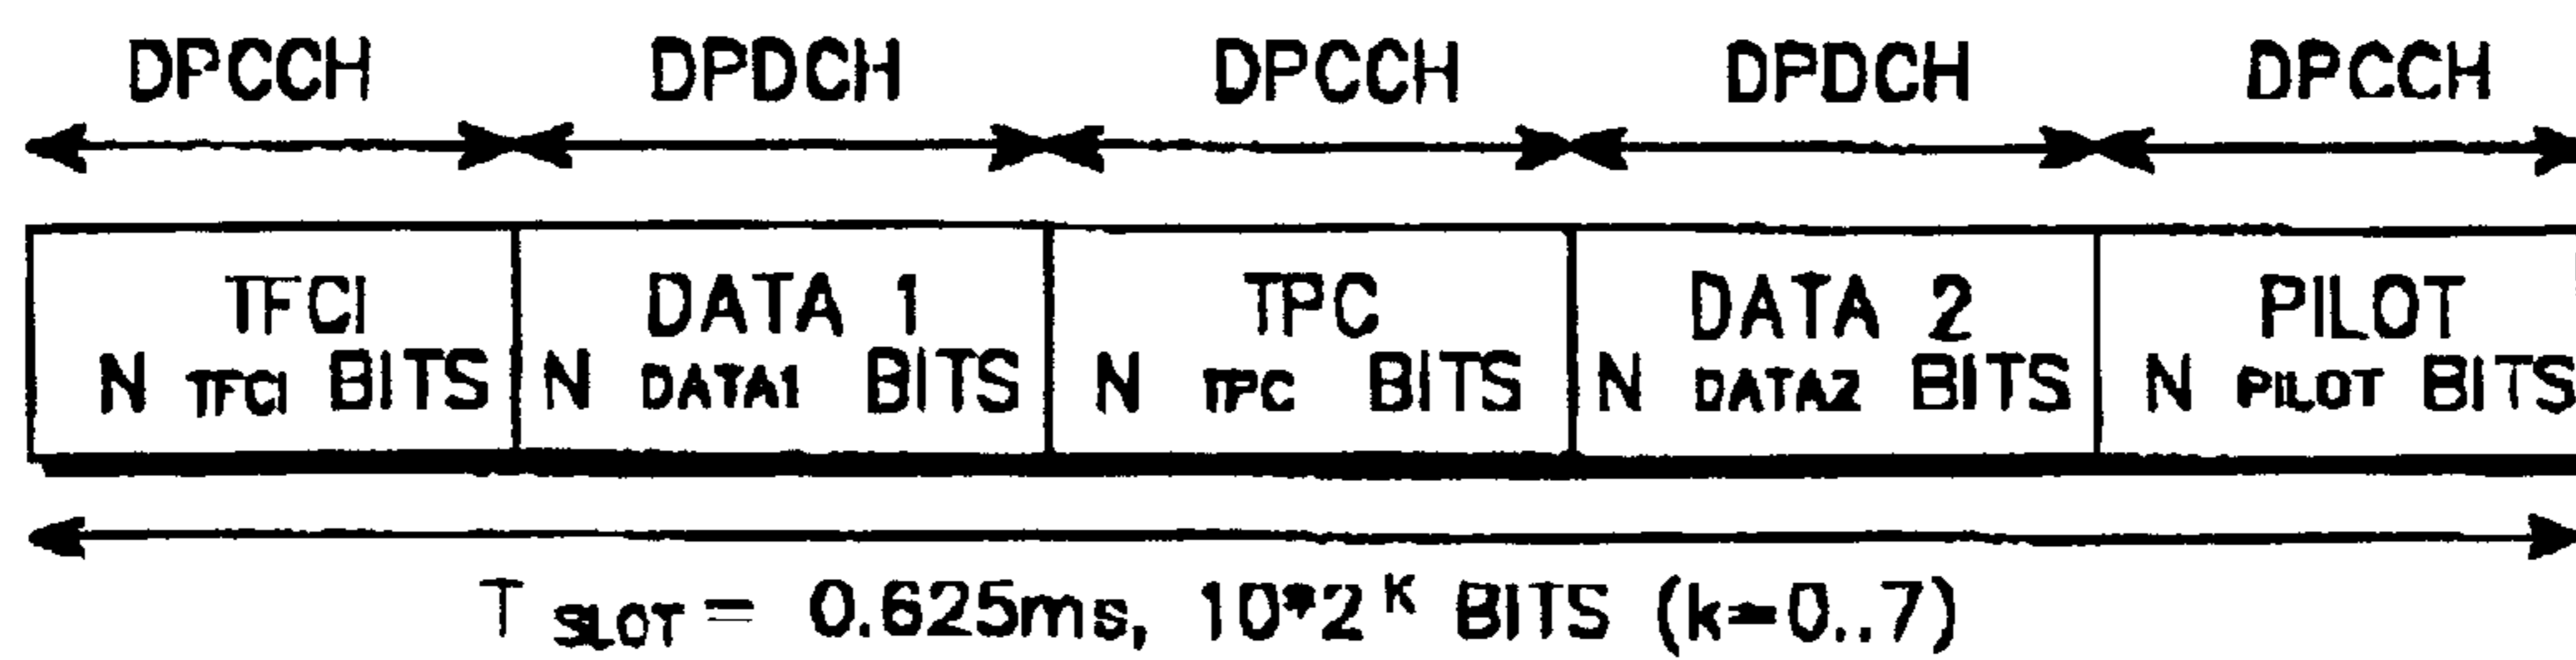 DPCCH DPDCH DPCCH DPDCH DPCCH
TFCI DATA 1 TPC DATA 2 PILOT
N TFCI BITS N DATA1 BITS N TPC BITS N DATA2 BITS N PILOT BITS
T SLOT = 0.625ms, 10*2 K BITS (k=0..7)